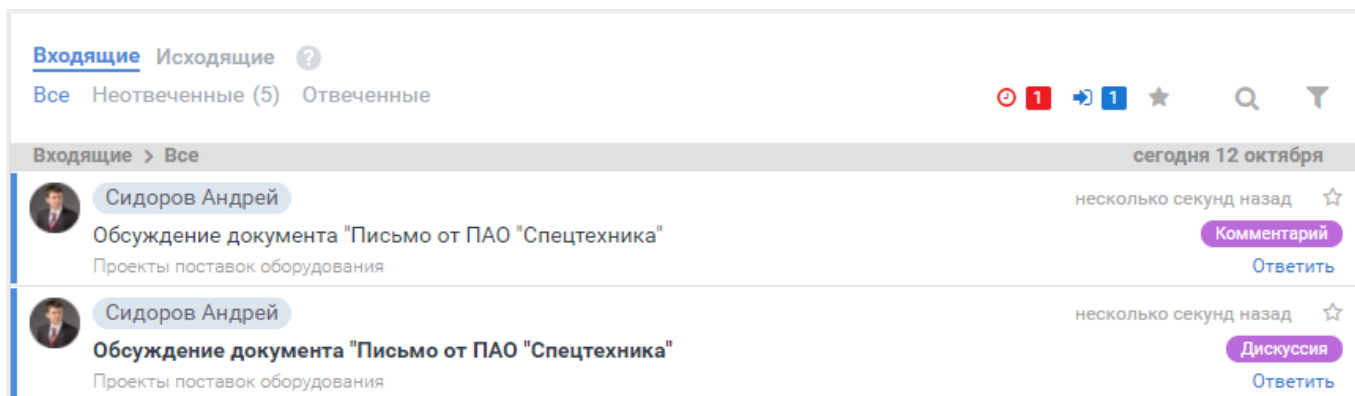 Входящие Исходящие ?
Все Неотвеченные (5) Отвеченные 1 1
Входящие > Все сегодня 12 октября
Сидоров Андрей несколько секунд назад
Обсуждение документа "Письмо от ПАО "Спецтехника" Комментарий
Проекты поставок оборудования Ответить
Сидоров Андрей несколько секунд назад
Обсуждение документа "Письмо от ПАО "Спецтехника" Дискуссия
Проекты поставок оборудования Ответить